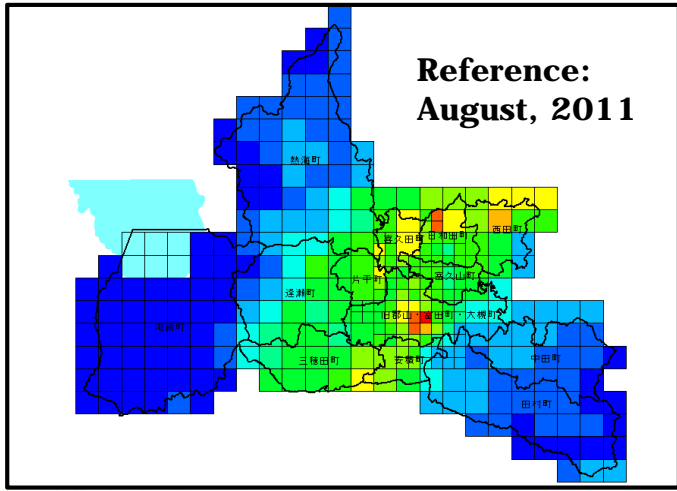 Reference:
August, 2011
熱海町
喜久田町
日和田町
西田町
片平町
富久山町
逢瀬町
旧郡山・富田町・大槻町
湖南町
三穂田町
安積町
中田町
田村町